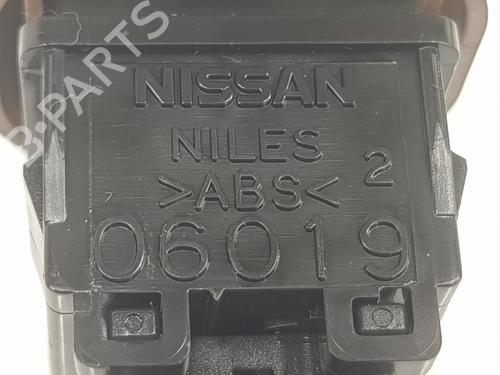 B-PARTS
NISSAN
NILES
>ABS< 2
06019